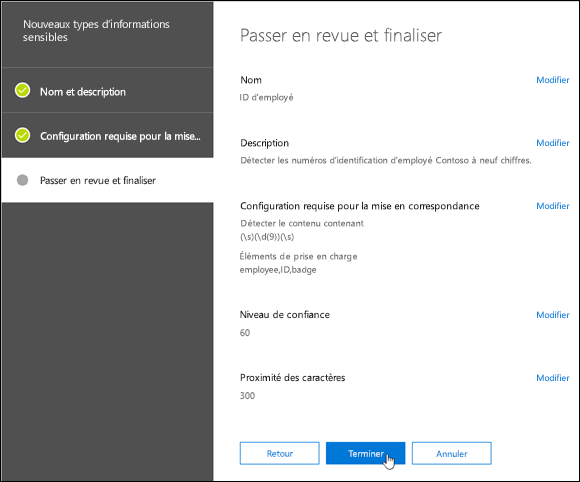 Nouveaux types d'informations
sensibles
Nom et description
Configuration requise pour la mise...
Passer en revue et finaliser
Passer en revue et finaliser
Nom Modifier
ID d'employé
Description Modifier
Détecter les numéros d'identification d'employé Contoso à neuf chiffres.
Configuration requise pour la mise en correspondance Modifier
Détecter le contenu contenant
(\s)(\d{9})(\s)
Éléments de prise en charge
employee,ID,badge
Niveau de confiance Modifier
60
Proximité des caractères Modifier
300
Retour Terminer Annuler